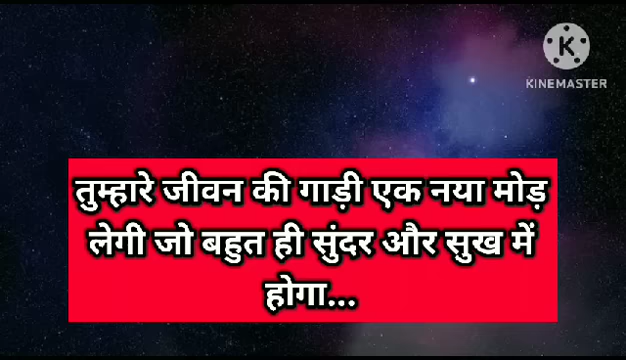 K
KINEMASTER
तुम्हारे जीवन की गाड़ी एक नया मोड़
लेगी जो बहुत ही सुंदर और सुख में
होगा...